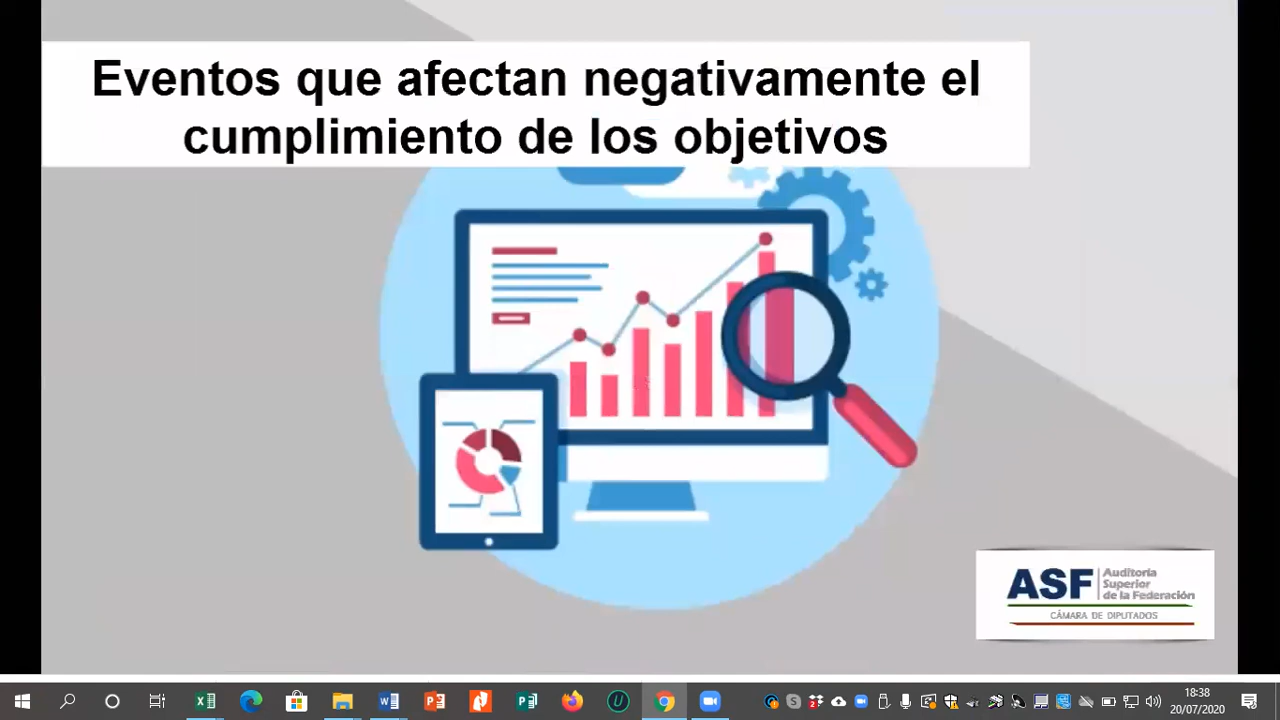 Eventos que afectan negativamente el
cumplimiento de los objetivos
ASF
Auditoría
Superior
de la Federación
CÁMARA DE DIPUTADOS
18:38
20/07/2020